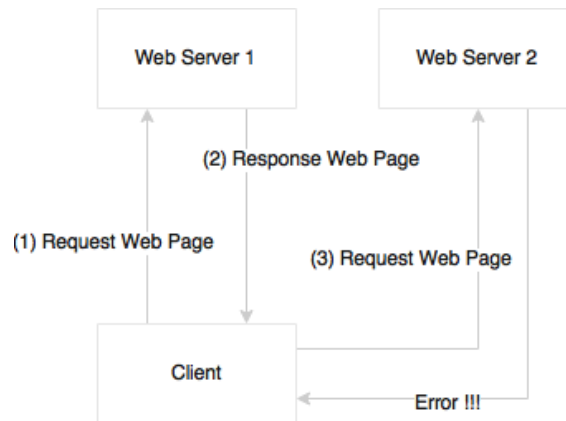 Web Server 1
Web Server 2
(2) Response Web Page
(1) Request Web Page
(3) Request Web Page
Client
Error !!!